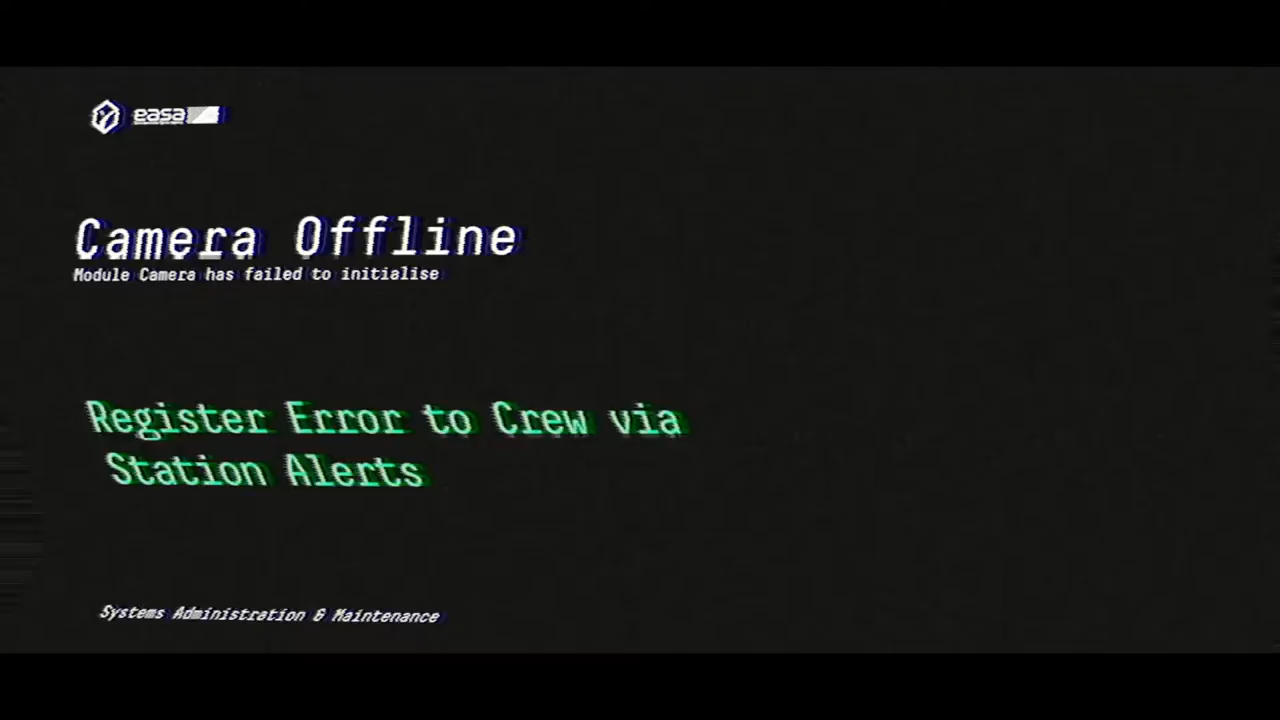 easa
Camera Offline
Module Camera has failed to initialise
Register Error to Crew via
Station Alerts
Systems Administration & Maintenance